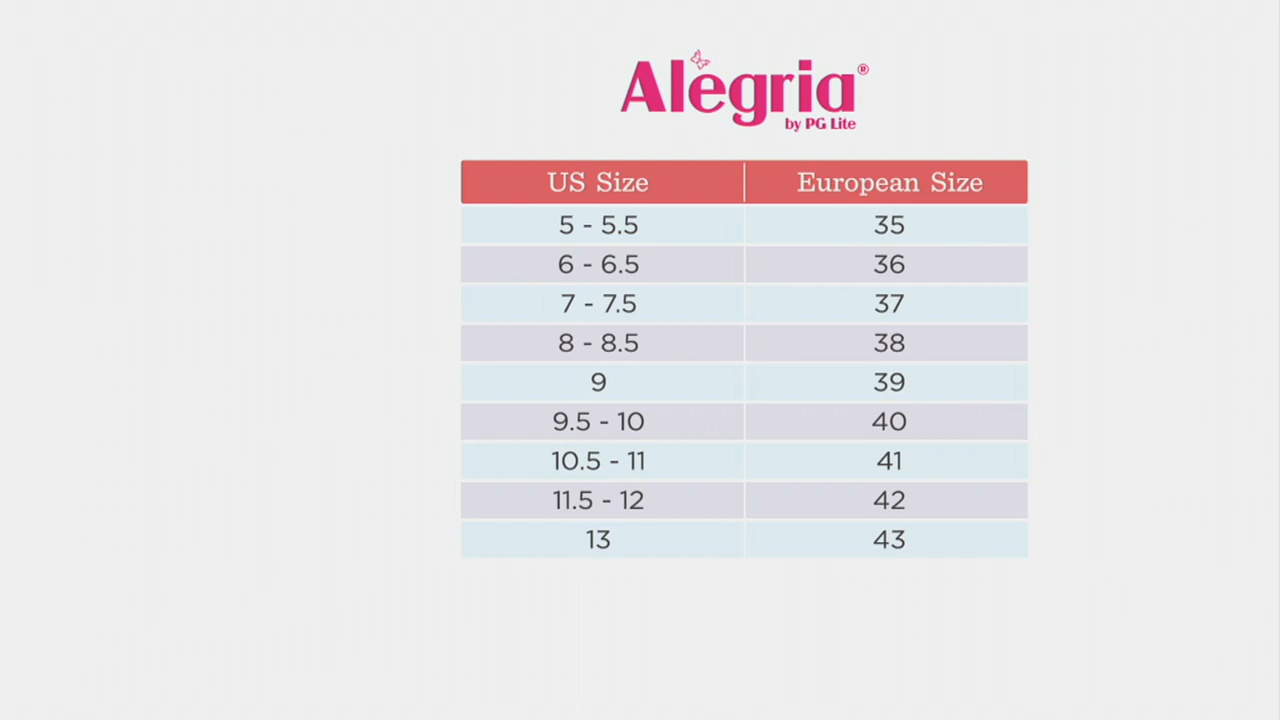 Alegria®
by PG Lite
US Size European Size
5 - 5.5 35
6 - 6.5 36
7 - 7.5 37
8 - 8.5 38
9 39
9.5 - 10 40
10.5 - 11 41
11.5 - 12 42
13 43